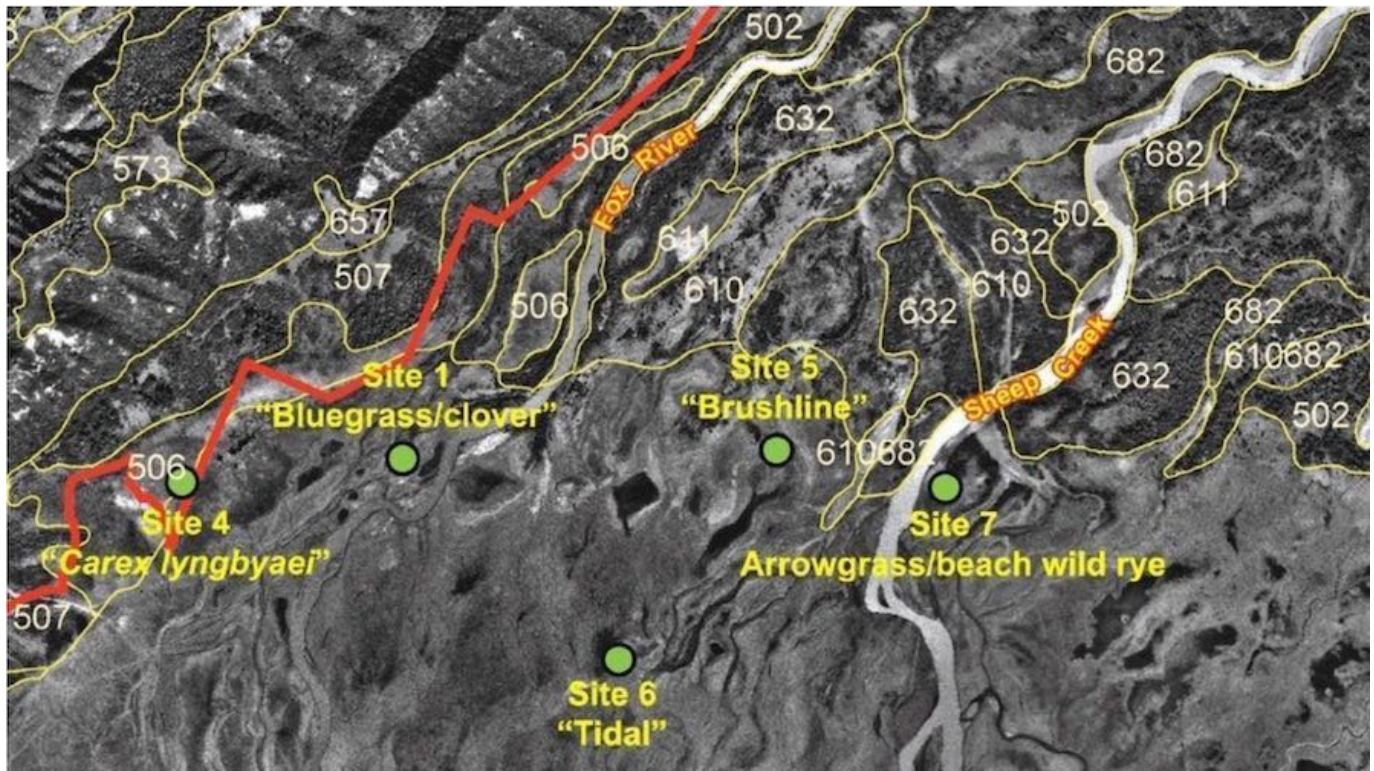 502
682
632
506
573
Fox River
682
611
657
502
611
632
507
610
610
506
632
682
Site 1
"Bluegrass/clover"
Site 5
"Brushline"
Sheep Creek
632
610682
502
610682
506
Site 4
"Carex lyngbyaei"
Site 7
Arrowgrass/beach wild rye
507
Site 6
"Tidal"